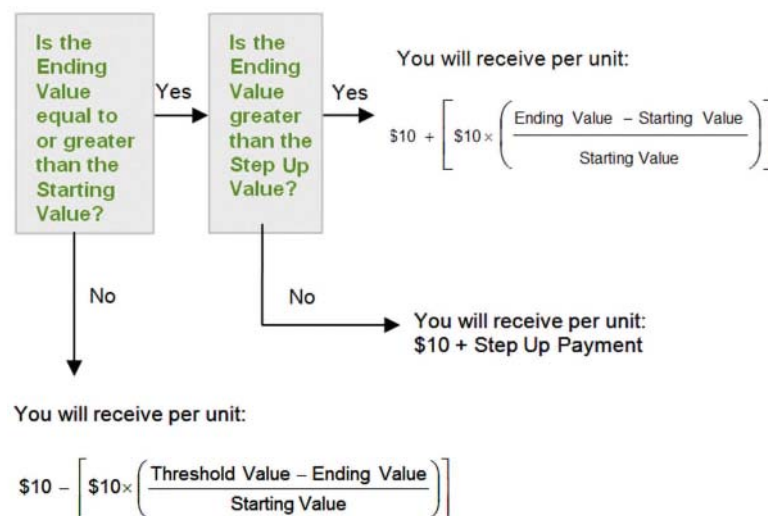 Is the
Ending
Value
equal to
or greater
than the
Starting
Value?
Yes
Is the
Ending
Value
greater
than the
Step Up
Value?
Yes
You will receive per unit:
$10 + [ $10 × ( Ending Value – Starting Value
Starting Value ) ]
No
No
You will receive per unit:
$10 + Step Up Payment
You will receive per unit:
$10 – [ $10× ( Threshold Value – Ending Value
Starting Value ) ]